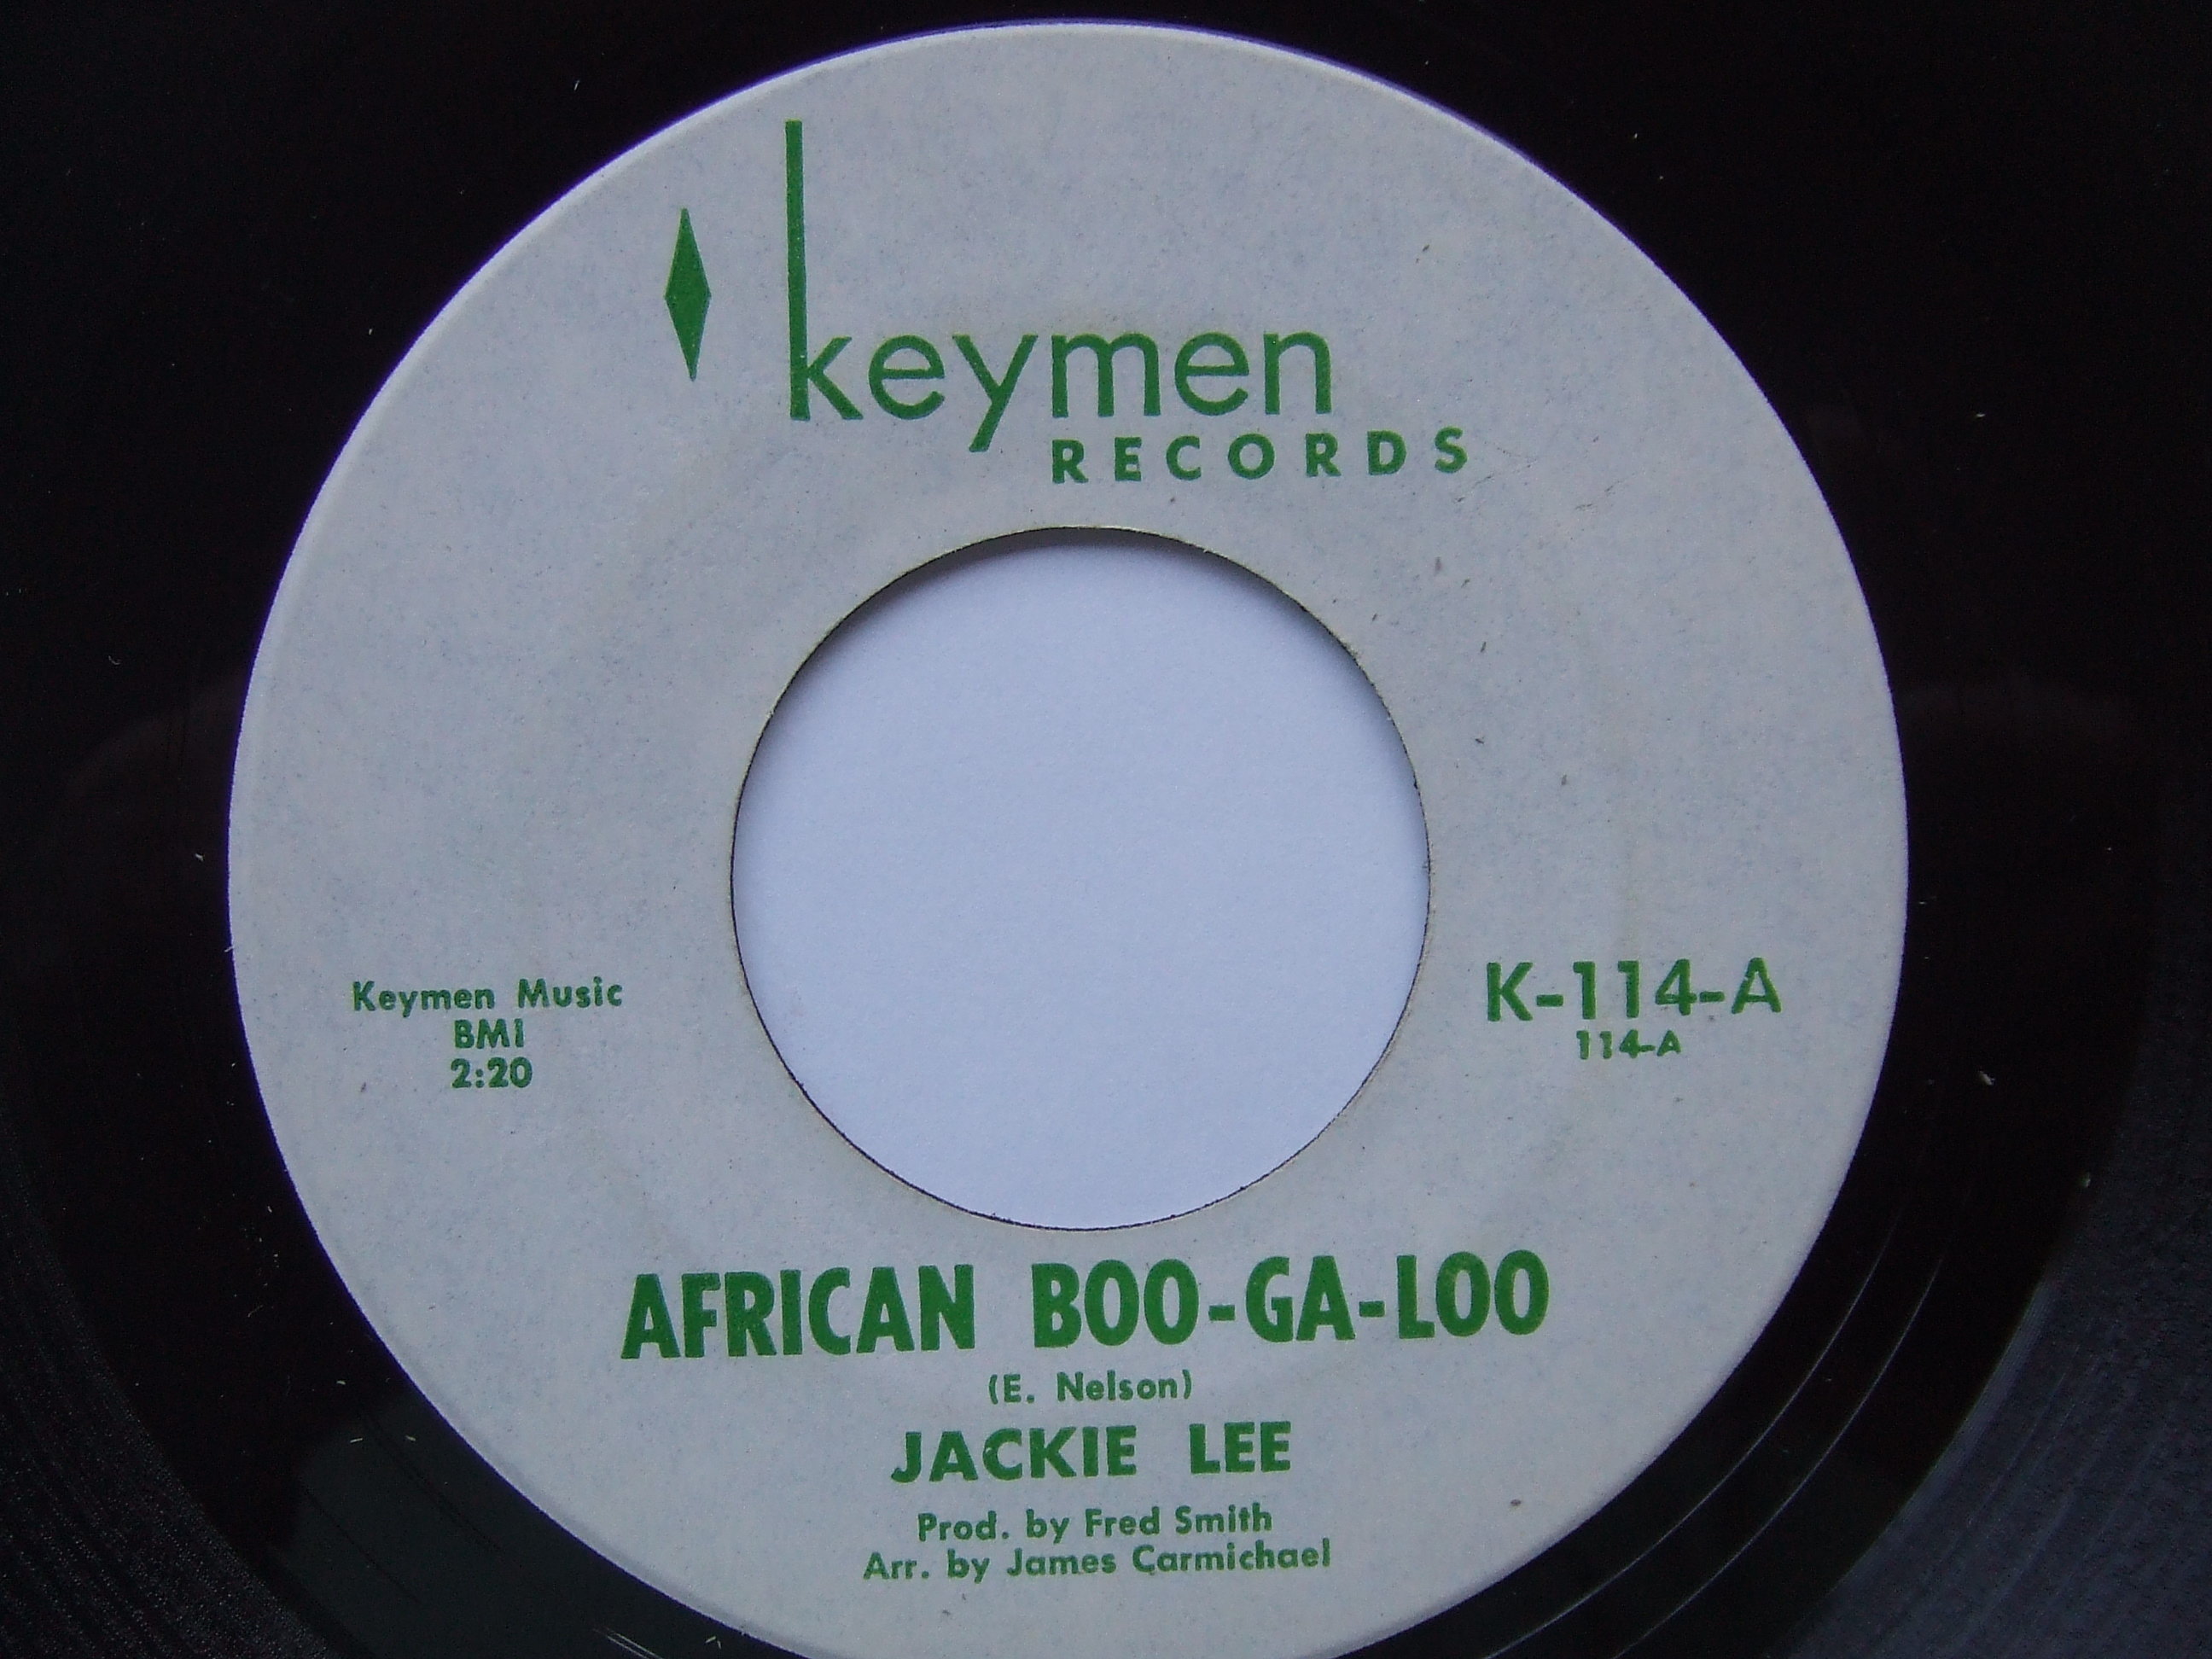 keymen
RECORDS
Keymen Music
BMI
2:20
K-114-A
114-A
AFRICAN BOO-GA-LOO
(E. Nelson)
JACKIE LEE
Prod. by Fred Smith
Arr. by James Carmichael